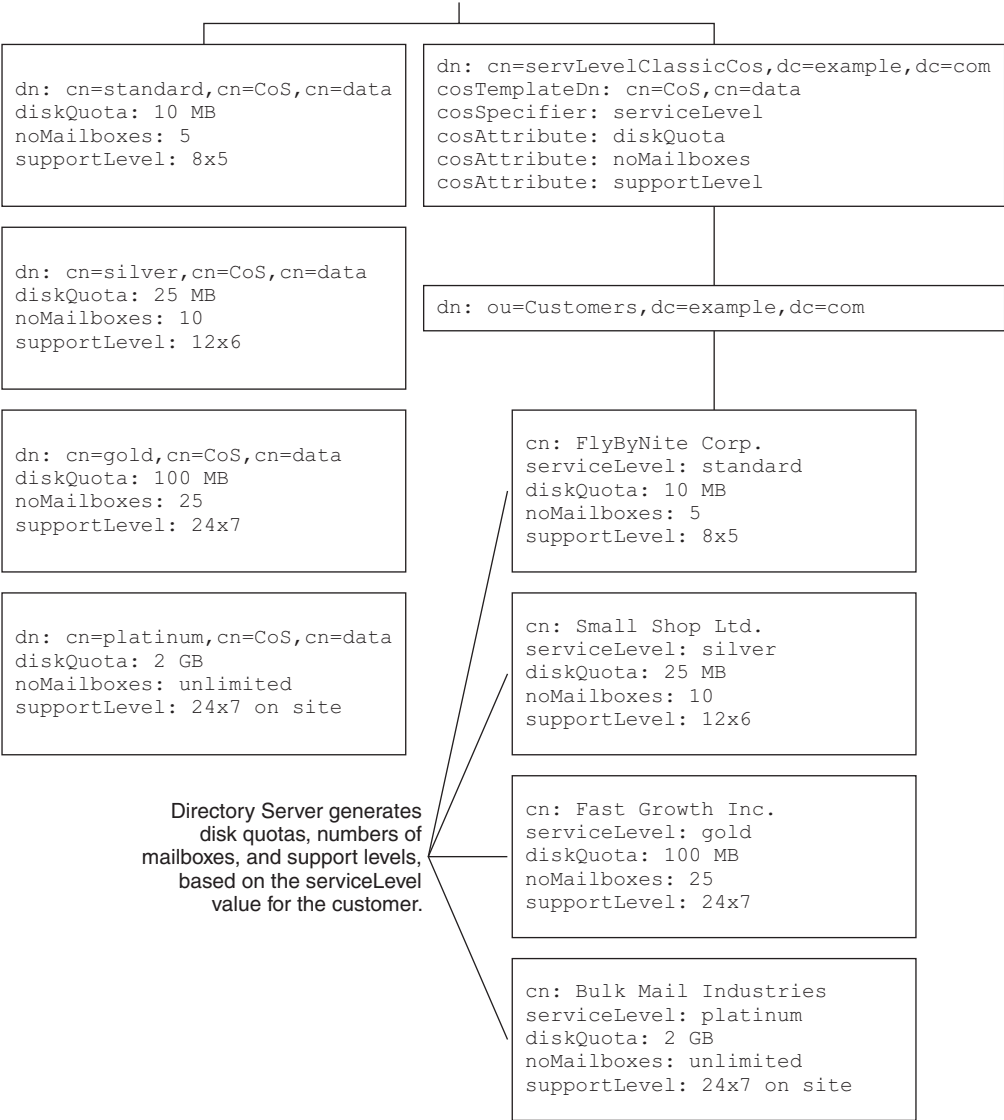 dn: cn=standard,cn=CoS,cn=data
diskQuota: 10 MB
noMailboxes: 5
supportLevel: 8x5
dn: cn=servLevelClassicCos,dc=example,dc=com
cosTemplateDn: cn=CoS,cn=data
cosSpecifier: serviceLevel
cosAttribute: diskQuota
cosAttribute: noMailboxes
cosAttribute: supportLevel
dn: cn=silver,cn=CoS,cn=data
diskQuota: 25 MB
noMailboxes: 10
supportLevel: 12x6
dn: ou=Customers,dc=example,dc=com
dn: cn=gold,cn=CoS,cn=data
diskQuota: 100 MB
noMailboxes: 25
supportLevel: 24x7
cn: FlyByNite Corp.
serviceLevel: standard
diskQuota: 10 MB
noMailboxes: 5
supportLevel: 8x5
dn: cn=platinum,cn=CoS,cn=data
diskQuota: 2 GB
noMailboxes: unlimited
supportLevel: 24x7 on site
cn: Small Shop Ltd.
serviceLevel: silver
diskQuota: 25 MB
noMailboxes: 10
supportLevel: 12x6
Directory Server generates
disk quotas, numbers of
mailboxes, and support levels,
based on the serviceLevel
value for the customer.
cn: Fast Growth Inc.
serviceLevel: gold
diskQuota: 100 MB
noMailboxes: 25
supportLevel: 24x7
cn: Bulk Mail Industries
serviceLevel: platinum
diskQuota: 2 GB
noMailboxes: unlimited
supportLevel: 24x7 on site